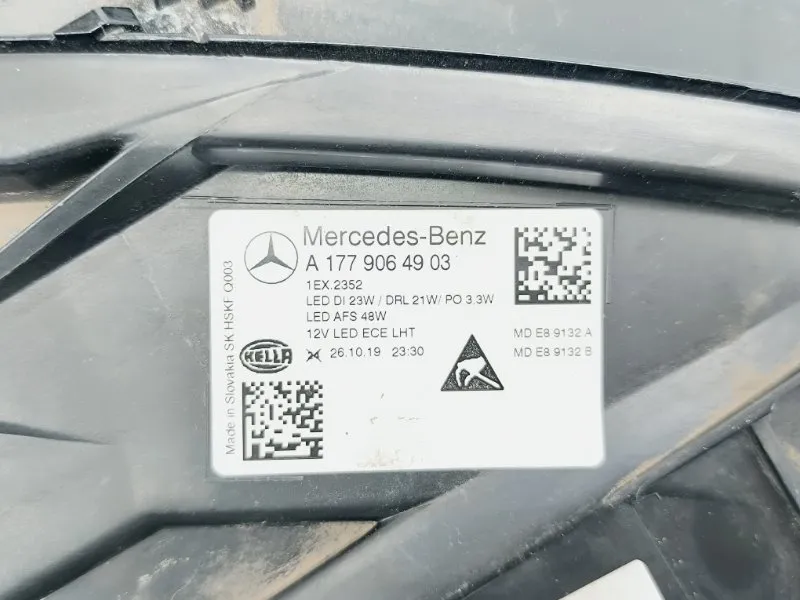 Mercedes-Benz
A 177 906 49 03
1EX.2352
LED DI 23W / DRL 21W/ PO 3.3W
LED AFS 48W
12V LED ECE LHT
26.10.19 23:30
HELLA
MD E8 9132 A
MD E8 9132 B
Made in Slovakia SK HSKF Q003